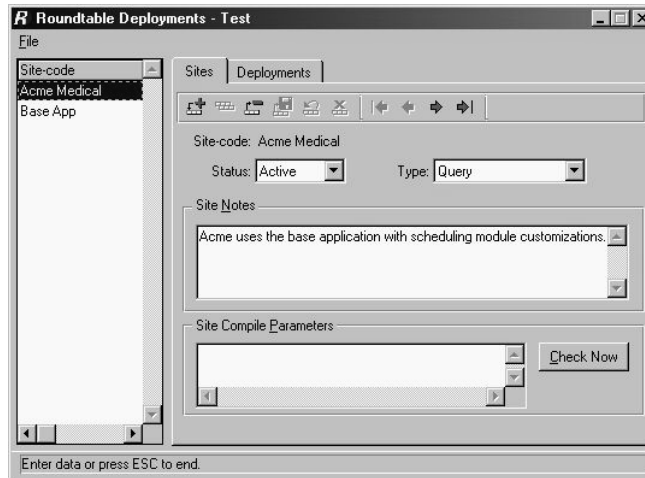 R Roundtable Deployments - Test
File
Site-code
Acme Medical
Base App
Sites Deployments
Site-code: Acme Medical
Status: Active Type: Query
Site Notes
Acme uses the base application with scheduling module customizations.
Site Compile Parameters
Check Now
Enter data or press ESC to end.